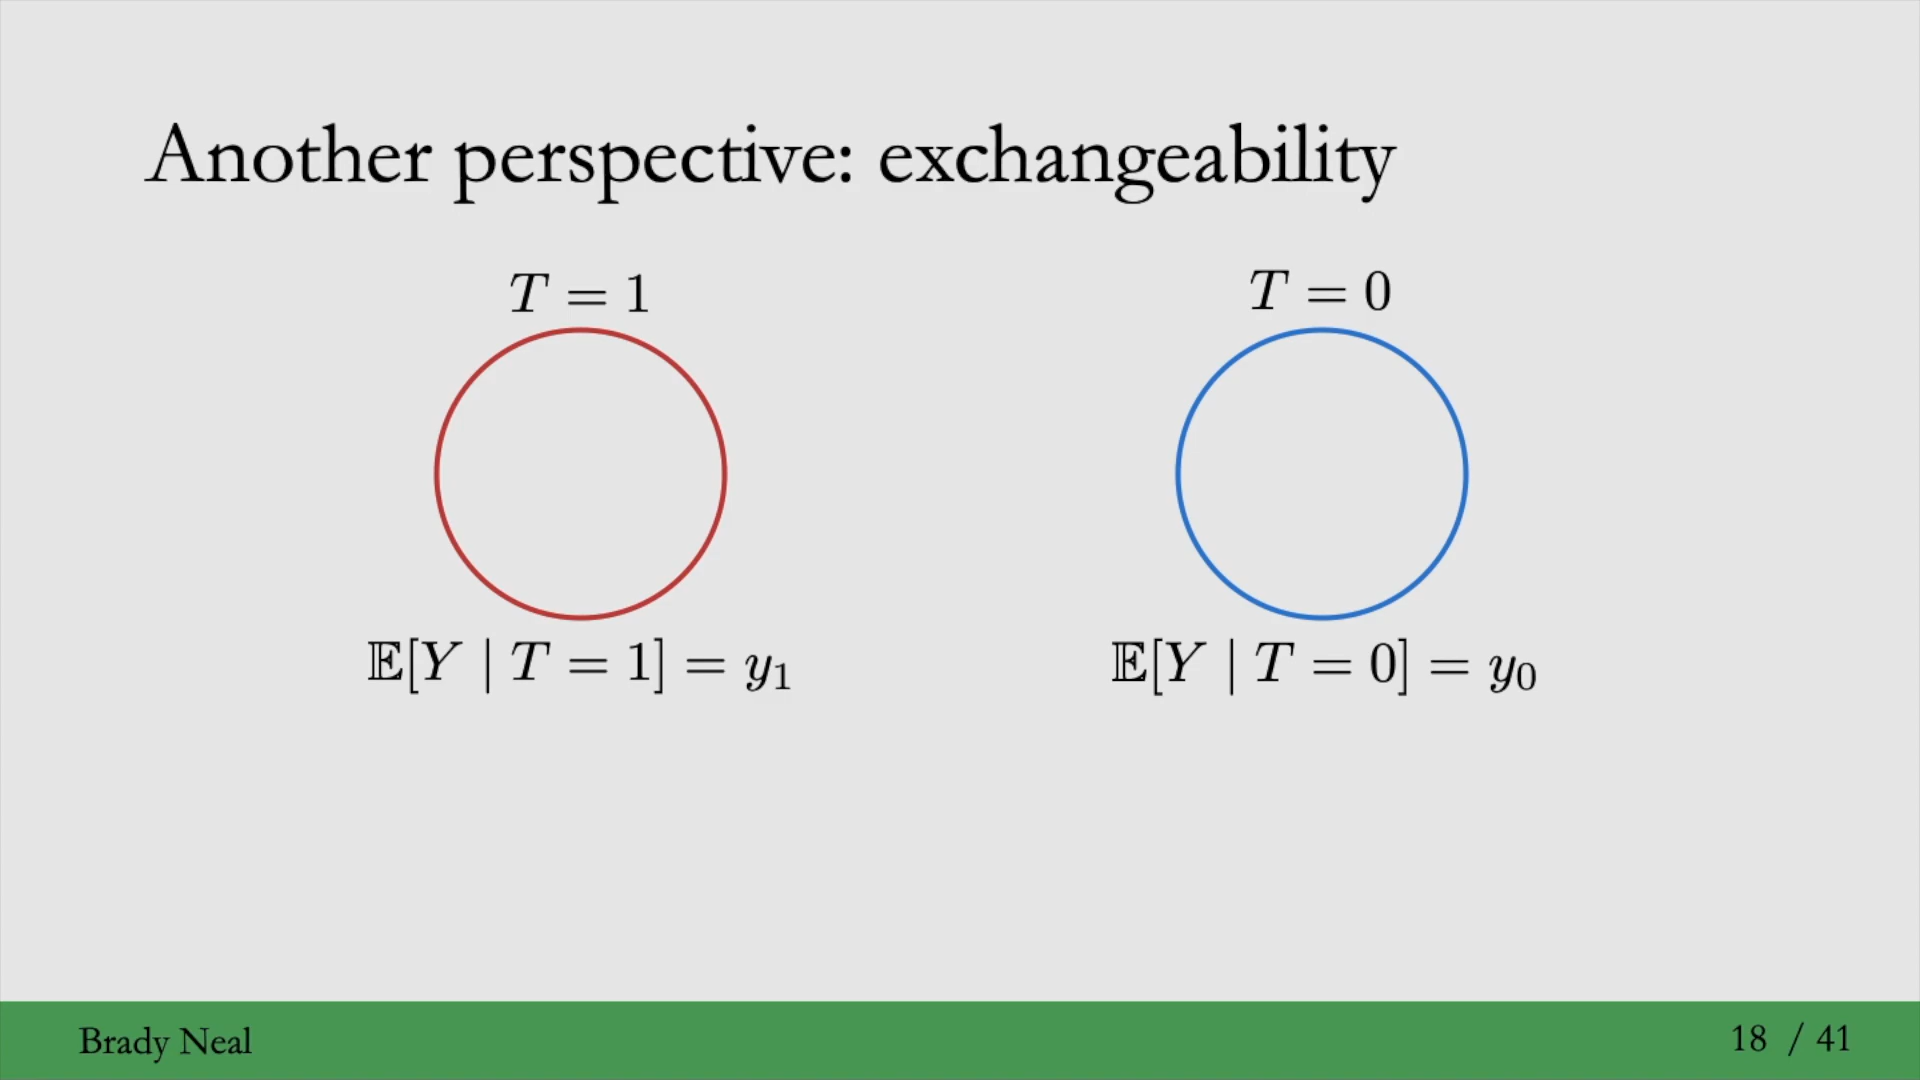 Another perspective: exchangeability
T = 1
T = 0
𝔼[Y | T = 1] = y₁
𝔼[Y | T = 0] = y₀
Brady Neal
18 / 41